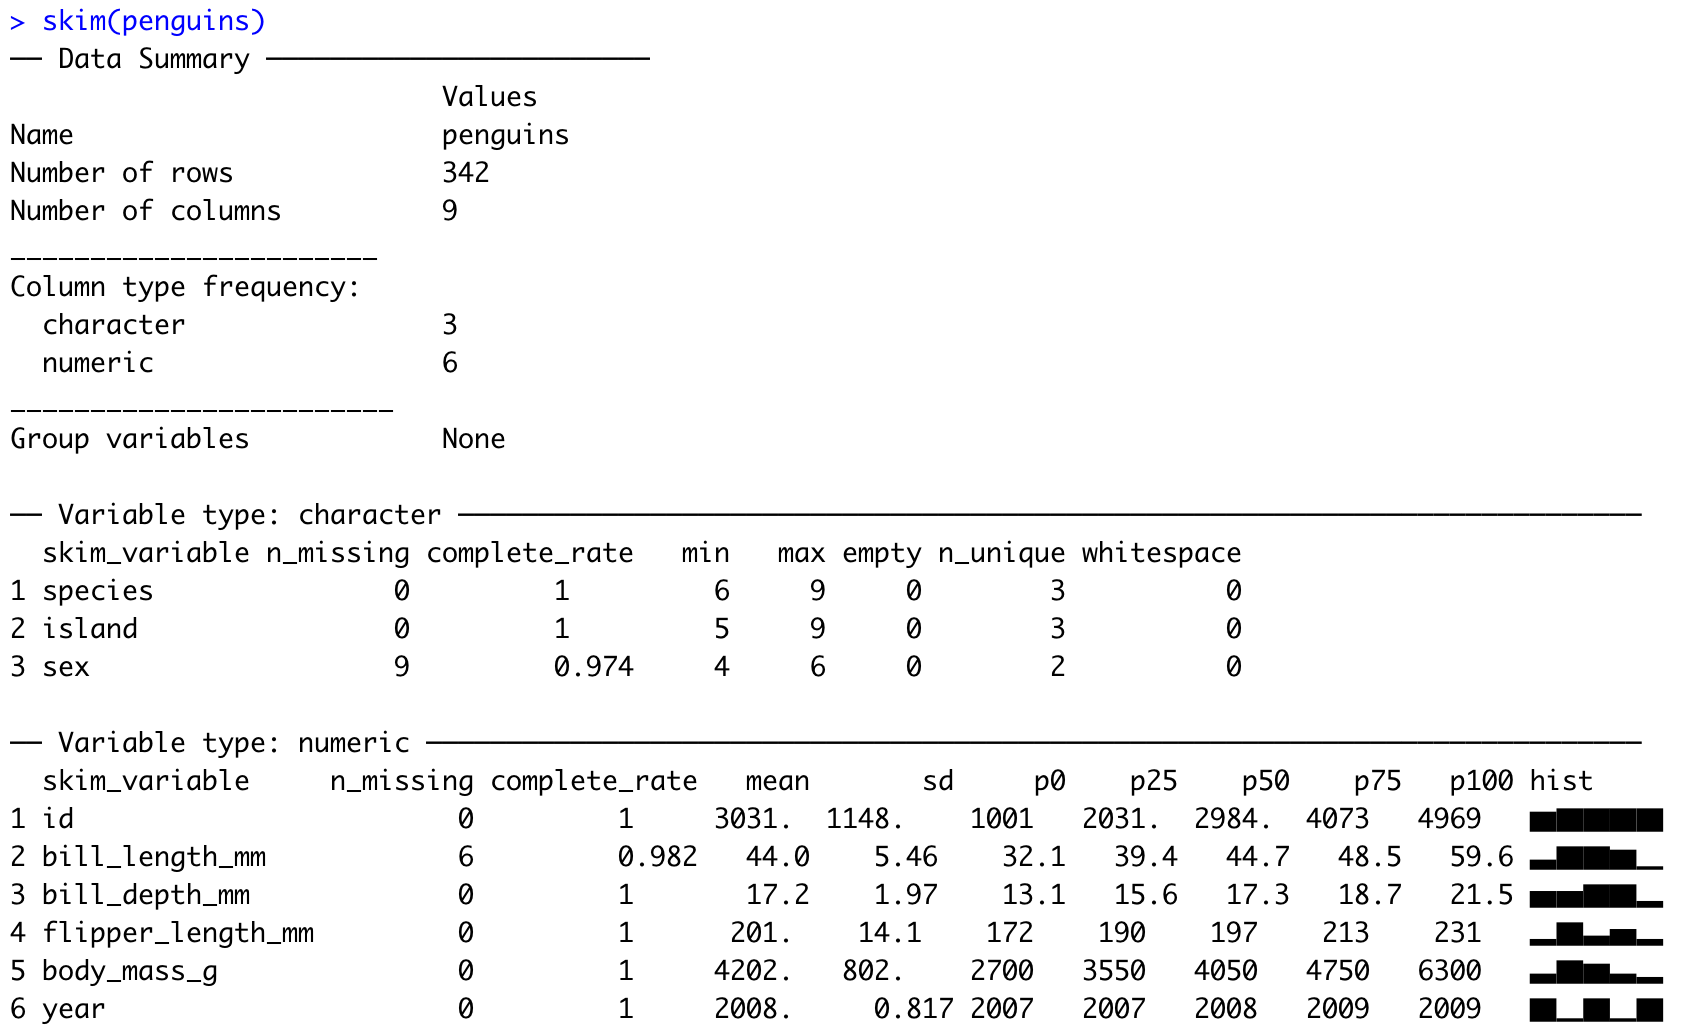 > skim(penguins)
── Data Summary ────────────────────────
                           Values
Name                       penguins
Number of rows             342
Number of columns          9
_______________________
Column type frequency:
  character                3
  numeric                  6
________________________
Group variables            None

── Variable type: character ──────────────────────────────────────────────────────────────────────────
  skim_variable n_missing complete_rate   min   max empty n_unique whitespace
1 species               0         1         6     9     0        3          0
2 island                0         1         5     9     0        3          0
3 sex                   9         0.974     4     6     0        2          0

── Variable type: numeric ────────────────────────────────────────────────────────────────────────────
  skim_variable     n_missing complete_rate   mean       sd     p0    p25    p50    p75   p100 hist
1 id                        0         1     3031.  1148.    1001   2031.  2984.  4073   4969   ▅▇▇▇▇
2 bill_length_mm            6         0.982   44.0    5.46    32.1   39.4   44.7   48.5   59.6 ▃▇▇▆▁
3 bill_depth_mm             0         1       17.2    1.97    13.1   15.6   17.3   18.7   21.5 ▅▅▇▇▂
4 flipper_length_mm         0         1      201.    14.1    172    190    197    213    231   ▂▇▃▅▂
5 body_mass_g               0         1     4202.   802.    2700   3550   4050   4750   6300   ▃▇▆▃▂
6 year                      0         1     2008.     0.817 2007   2007   2008   2009   2009   ▇▁▇▁▇